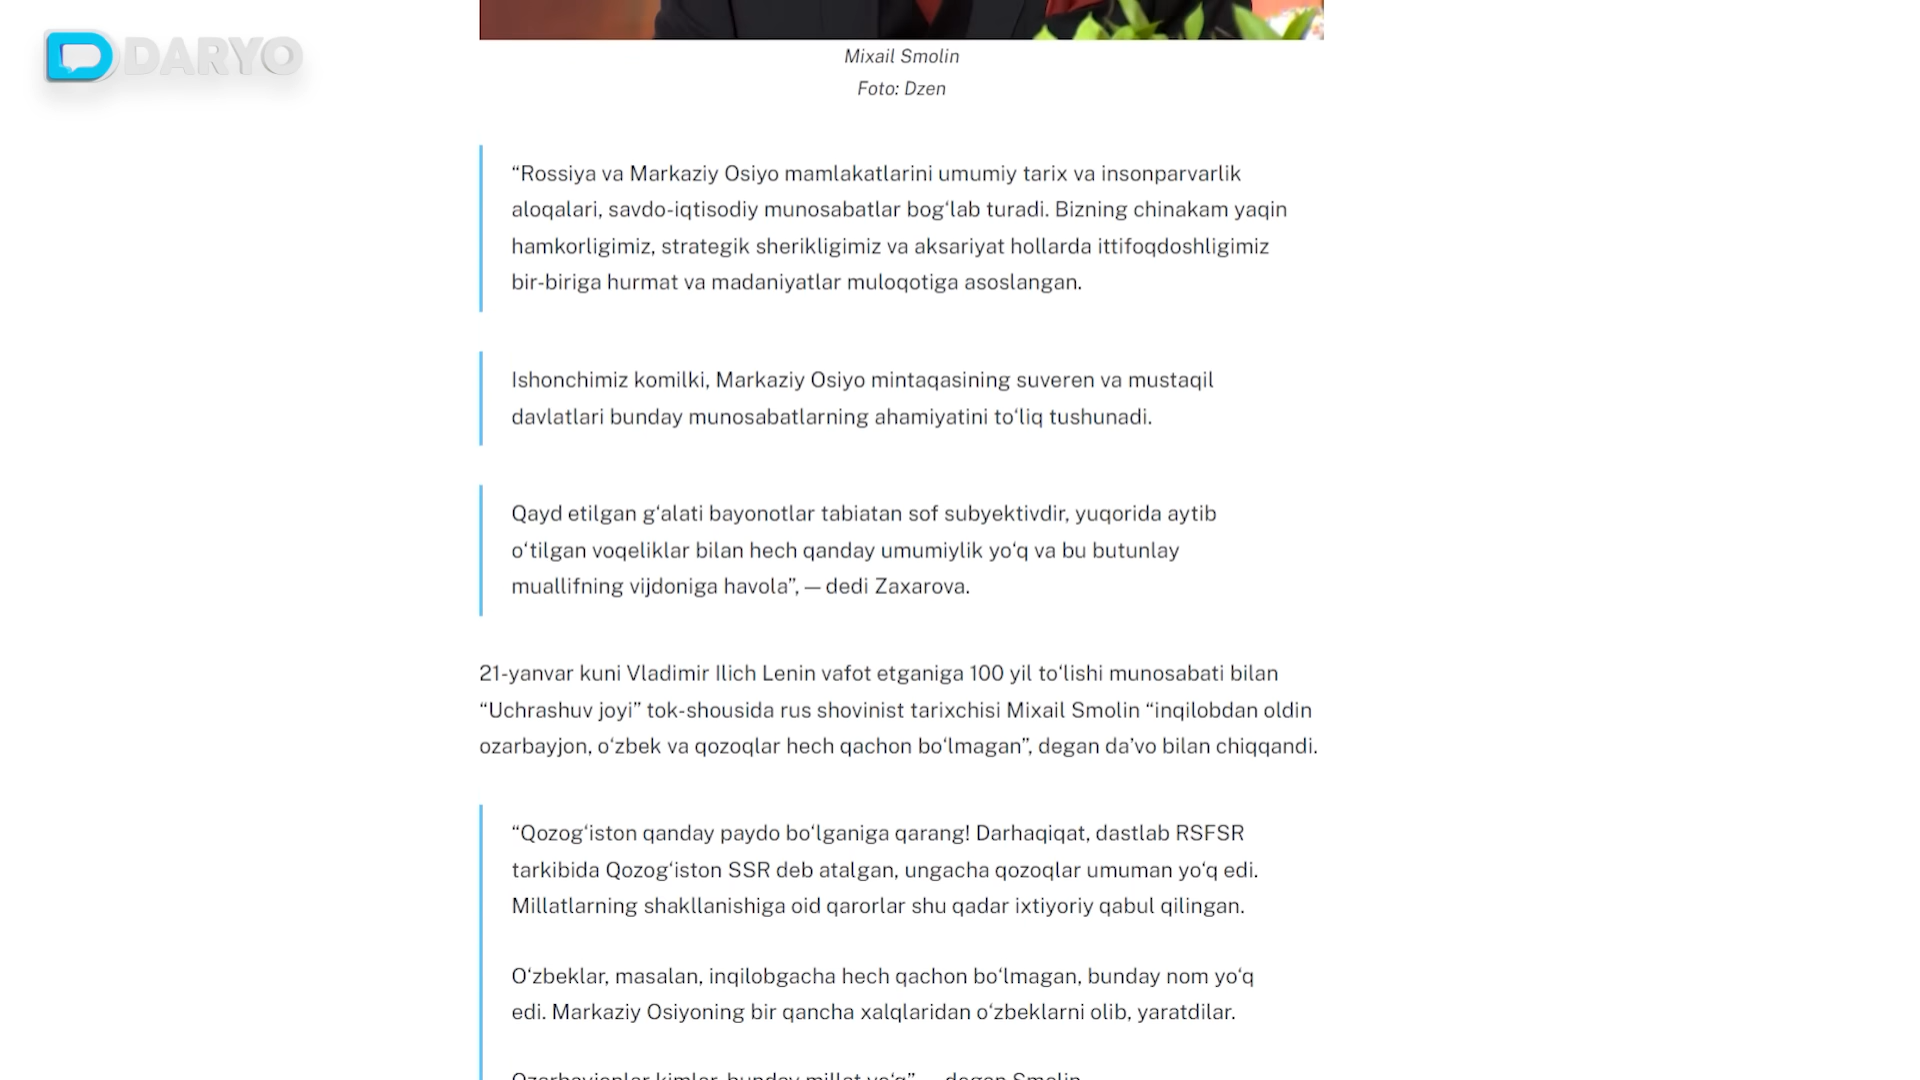 DARYO
Mixail Smolin
Foto: Dzen
“Rossiya va Markaziy Osiyo mamlakatlarini umumiy tarix va insonparvarlik
aloqalari, savdo-iqtisodiy munosabatlar bog‘lab turadi. Bizning chinakam yaqin
hamkorligimiz, strategik sherikligimiz va aksariyat hollarda ittifoqdoshligimiz
bir-biriga hurmat va madaniyatlar muloqotiga asoslangan.
Ishonchimiz komilki, Markaziy Osiyo mintaqasining suveren va mustaqil
davlatlari bunday munosabatlarning ahamiyatini to‘liq tushunadi.
Qayd etilgan g‘alati bayonotlar tabiatan sof subyektivdir, yuqorida aytib
o‘tilgan voqeliklar bilan hech qanday umumiylik yo‘q va bu butunlay
muallifning vijdoniga havola”, — dedi Zaxarova.
21-yanvar kuni Vladimir Ilich Lenin vafot etganiga 100 yil to‘lishi munosabati bilan
“Uchrashuv joyi” tok-shousida rus shovinist tarixchisi Mixail Smolin “inqilobdan oldin
ozarbayjon, o‘zbek va qozoqlar hech qachon bo‘lmagan”, degan da’vo bilan chiqqandi.
“Qozog‘iston qanday paydo bo‘lganiga qarang! Darhaqiqat, dastlab RSFSR
tarkibida Qozog‘iston SSR deb atalgan, ungacha qozoqlar umuman yo‘q edi.
Millatlarning shakllanishiga oid qarorlar shu qadar ixtiyoriy qabul qilingan.
O‘zbeklar, masalan, inqilobgacha hech qachon bo‘lmagan, bunday nom yo‘q
edi. Markaziy Osiyoning bir qancha xalqlaridan o‘zbeklarni olib, yaratdilar.
Ozarbayjonlar kimlar, bunday millat yo‘q”, — degan Smolin.